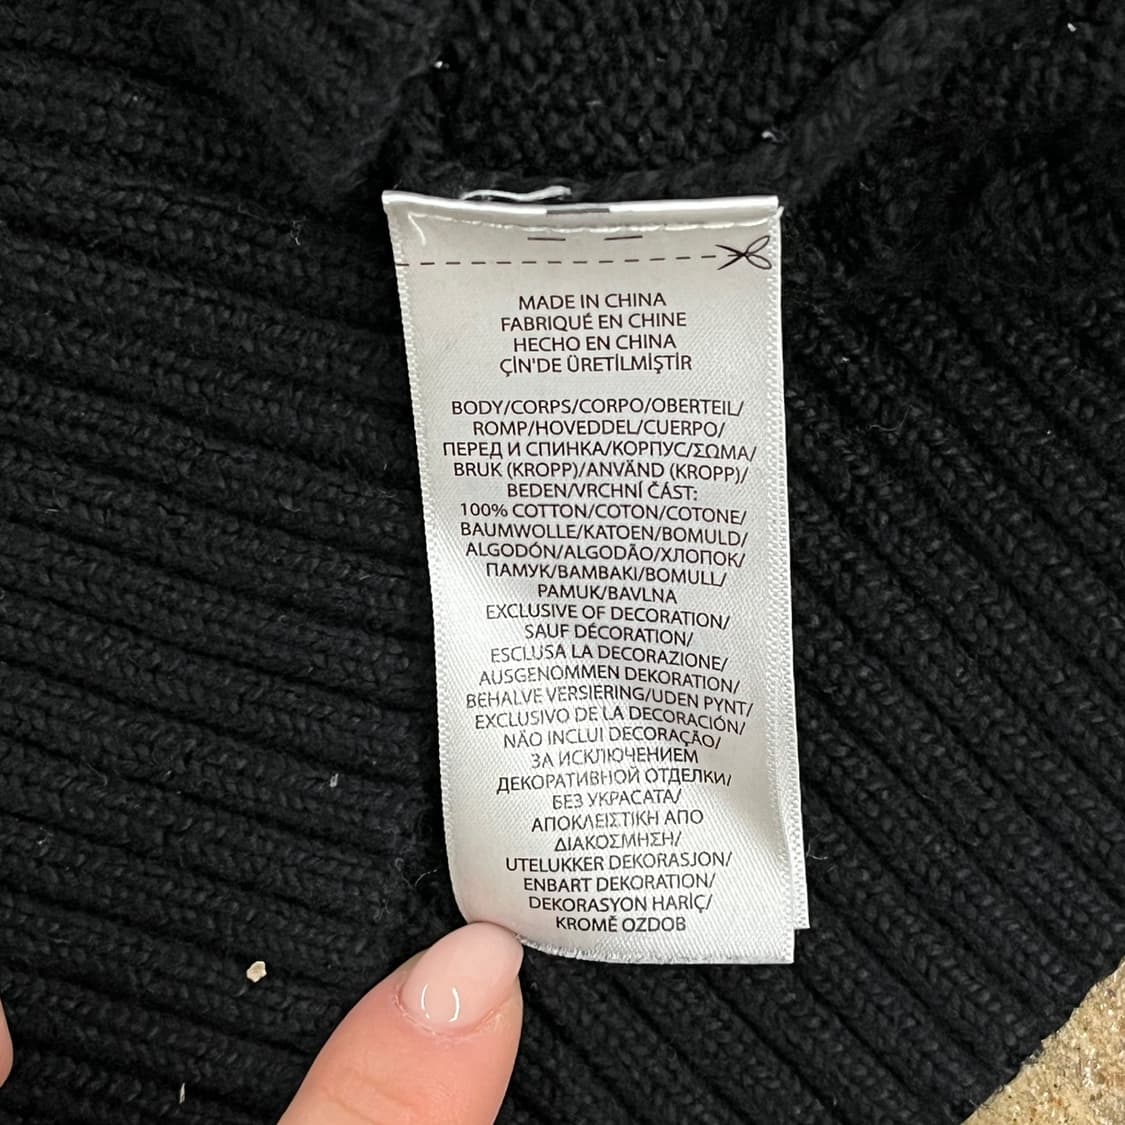 MADE IN CHINA
FABRIQUÉ EN CHINE
HECHO EN CHINA
ÇİN'DE ÜRETİLMİŞTİR
BODY/CORPS/CORPO/OBERTEIL/
ROMP/HOVEDDEL/CUERPO/
ПЕРЕД И СПИНКА/КОРПУС/ΣΩΜΑ/
BRUK (KROPP)/ANVÄND (KROPP)/
BEDEN/VRCHNÍ ČÁST:
100% COTTON/COTON/COTONE/
BAUMWOLLE/KATOEN/BOMULD/
ALGODÓN/ALGODÃO/ХЛОПОК/
ПАМУК/ΒΑΜΒΑΚΙ/BOMULL/
PAMUK/BAVLNA
EXCLUSIVE OF DECORATION/
SAUF DÉCORATION/
ESCLUSA LA DECORAZIONE/
AUSGENOMMEN DEKORATION/
BEHALVE VERSIERING/UDEN PYNT/
EXCLUSIVO DE LA DECORACIÓN/
NÃO INCLUI DECORAÇÃO/
ЗА ИСКЛЮЧЕНИЕМ
ДЕКОРАТИВНОЙ ОТДЕЛКИ/
БЕЗ УКРАСАТА/
ΑΠΟΚΛΕΙΣΤΙΚΗ ΑΠΟ
ΔΙΑΚΟΣΜΗΣΗ/
UTELUKKER DEKORASJON/
ENBART DEKORATION/
DEKORASYON HARİÇ/
KROMĚ OZDOB